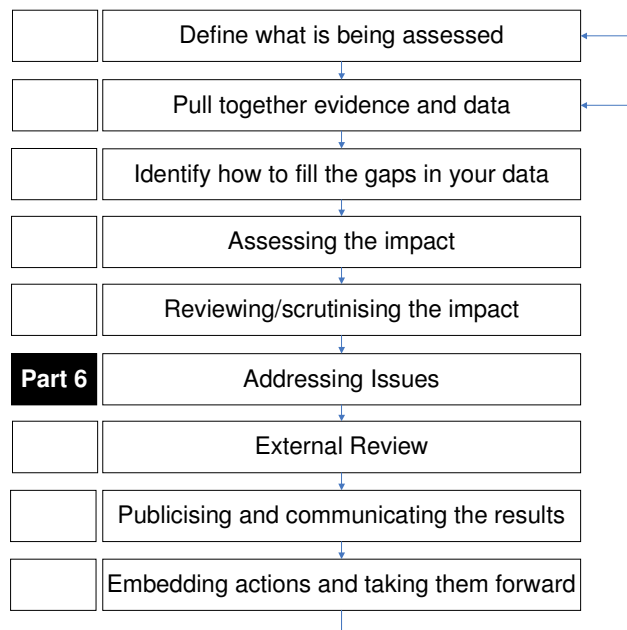 Define what is being assessed
Pull together evidence and data
Identify how to fill the gaps in your data
Assessing the impact
Reviewing/scrutinising the impact
Part 6
Addressing Issues
External Review
Publicising and communicating the results
Embedding actions and taking them forward